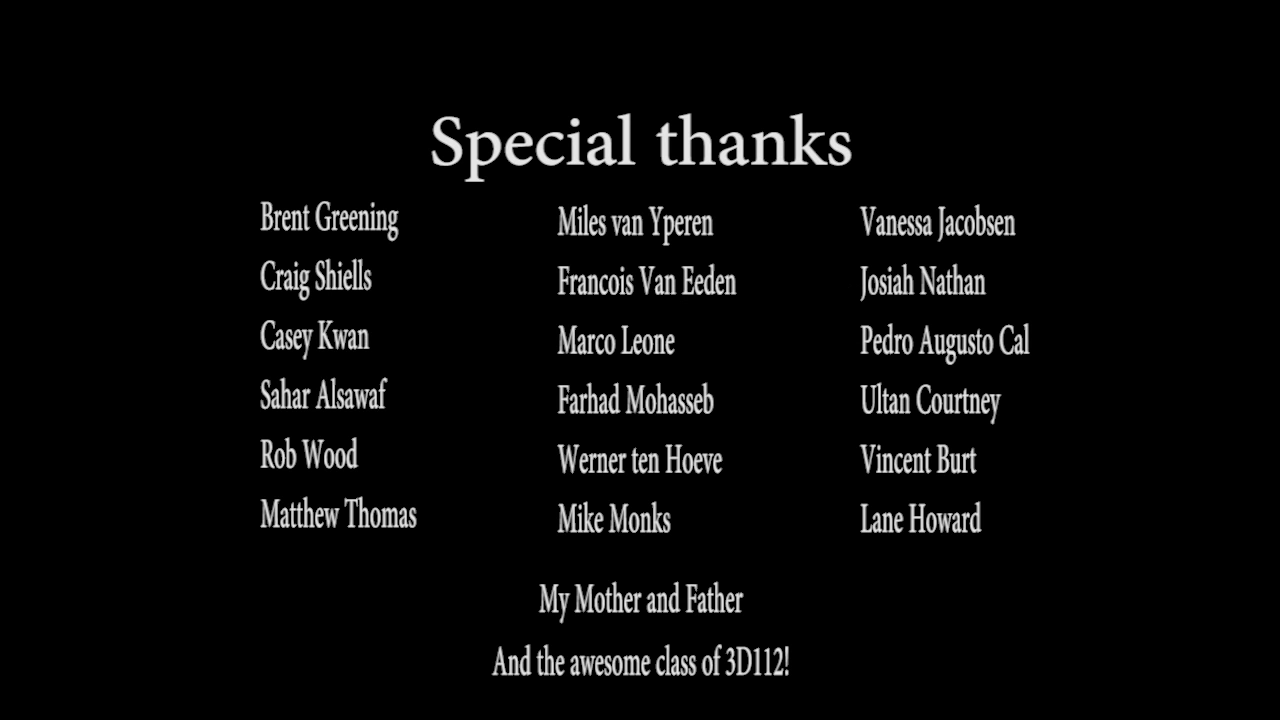 Special thanks
Brent Greening
Craig Shiells
Casey Kwan
Sahar Alsawaf
Rob Wood
Matthew Thomas
Miles van Yperen
Francois Van Eeden
Marco Leone
Farhad Mohasseb
Werner ten Hoeve
Mike Monks
Vanessa Jacobsen
Josiah Nathan
Pedro Augusto Cal
Ultan Courtney
Vincent Burt
Lane Howard
My Mother and Father
And the awesome class of 3D112!